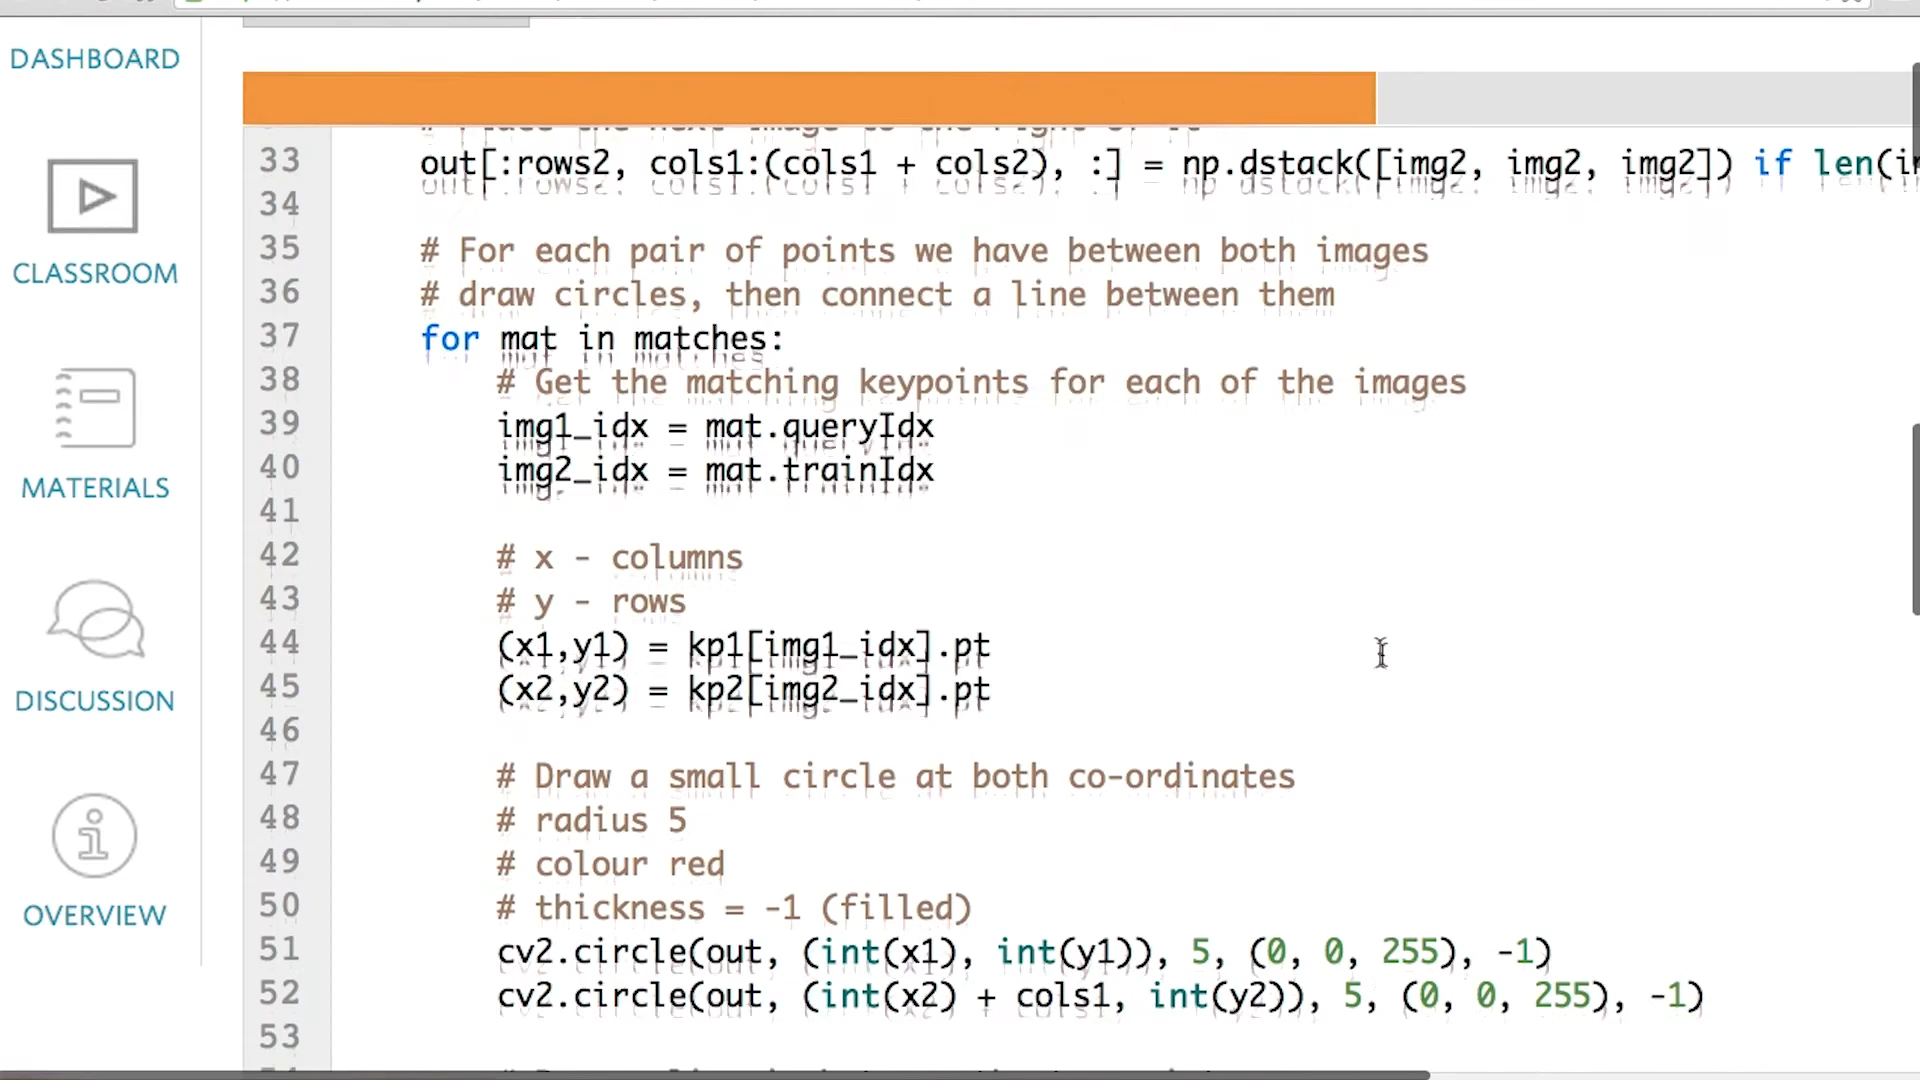 DASHBOARD
CLASSROOM
MATERIALS
DISCUSSION
OVERVIEW
33 out[:rows2, cols1:(cols1 + cols2), :] = np.dstack([img2, img2, img2]) if len(
34
35 # For each pair of points we have between both images
36 # draw circles, then connect a line between them
37 for mat in matches:
38 # Get the matching keypoints for each of the images
39 img1_idx = mat.queryIdx
40 img2_idx = mat.trainIdx
41
42 # x - columns
43 # y - rows
44 (x1,y1) = kp1[img1_idx].pt
45 (x2,y2) = kp2[img2_idx].pt
46
47 # Draw a small circle at both co-ordinates
48 # radius 5
49 # colour red
50 # thickness = -1 (filled)
51 cv2.circle(out, (int(x1), int(y1)), 5, (0, 0, 255), -1)
52 cv2.circle(out, (int(x2) + cols1, int(y2)), 5, (0, 0, 255), -1)
53